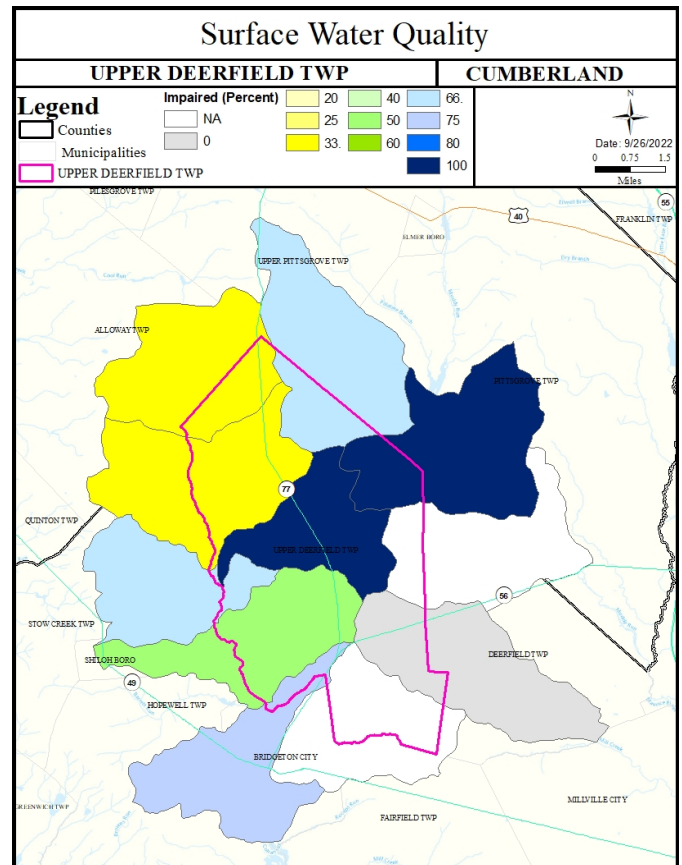 Surface Water Quality
UPPER DEERFIELD TWP
CUMBERLAND
Legend
Counties
Municipalities
UPPER DEERFIELD TWP
Impaired (Percent)
NA
0
20
25
33.
40
50
60
66.
75
80
100
N
Date: 9/26/2022
0 0.75 1.5
Miles
PILESGROVE TWP
55
40
FRANKLIN TWP
ELMER BORO
UPPER PITTSGROVE TWP
ALLOWAY TWP
PITTSGROVE TWP
77
QUINTON TWP
UPPER DEERFIELD TWP
56
STOW CREEK TWP
DEERFIELD TWP
SHILOH BORO
49
HOPEWELL TWP
BRIDGETON CITY
MILLVILLE CITY
GREENWICH TWP
FAIRFIELD TWP